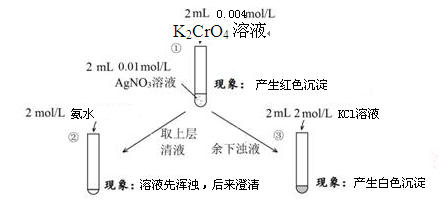 2mL 0.004mol/L
K2CrO4 溶液
①
2 mL 0.01mol/L
AgNO3溶液
现象：产生红色沉淀
2 mol/L 氨水
2mL 2 mol/L KCl溶液
②
取上层
清液
余下浊液
③
现象：溶液先浑浊，后来澄清
现象：产生白色沉淀